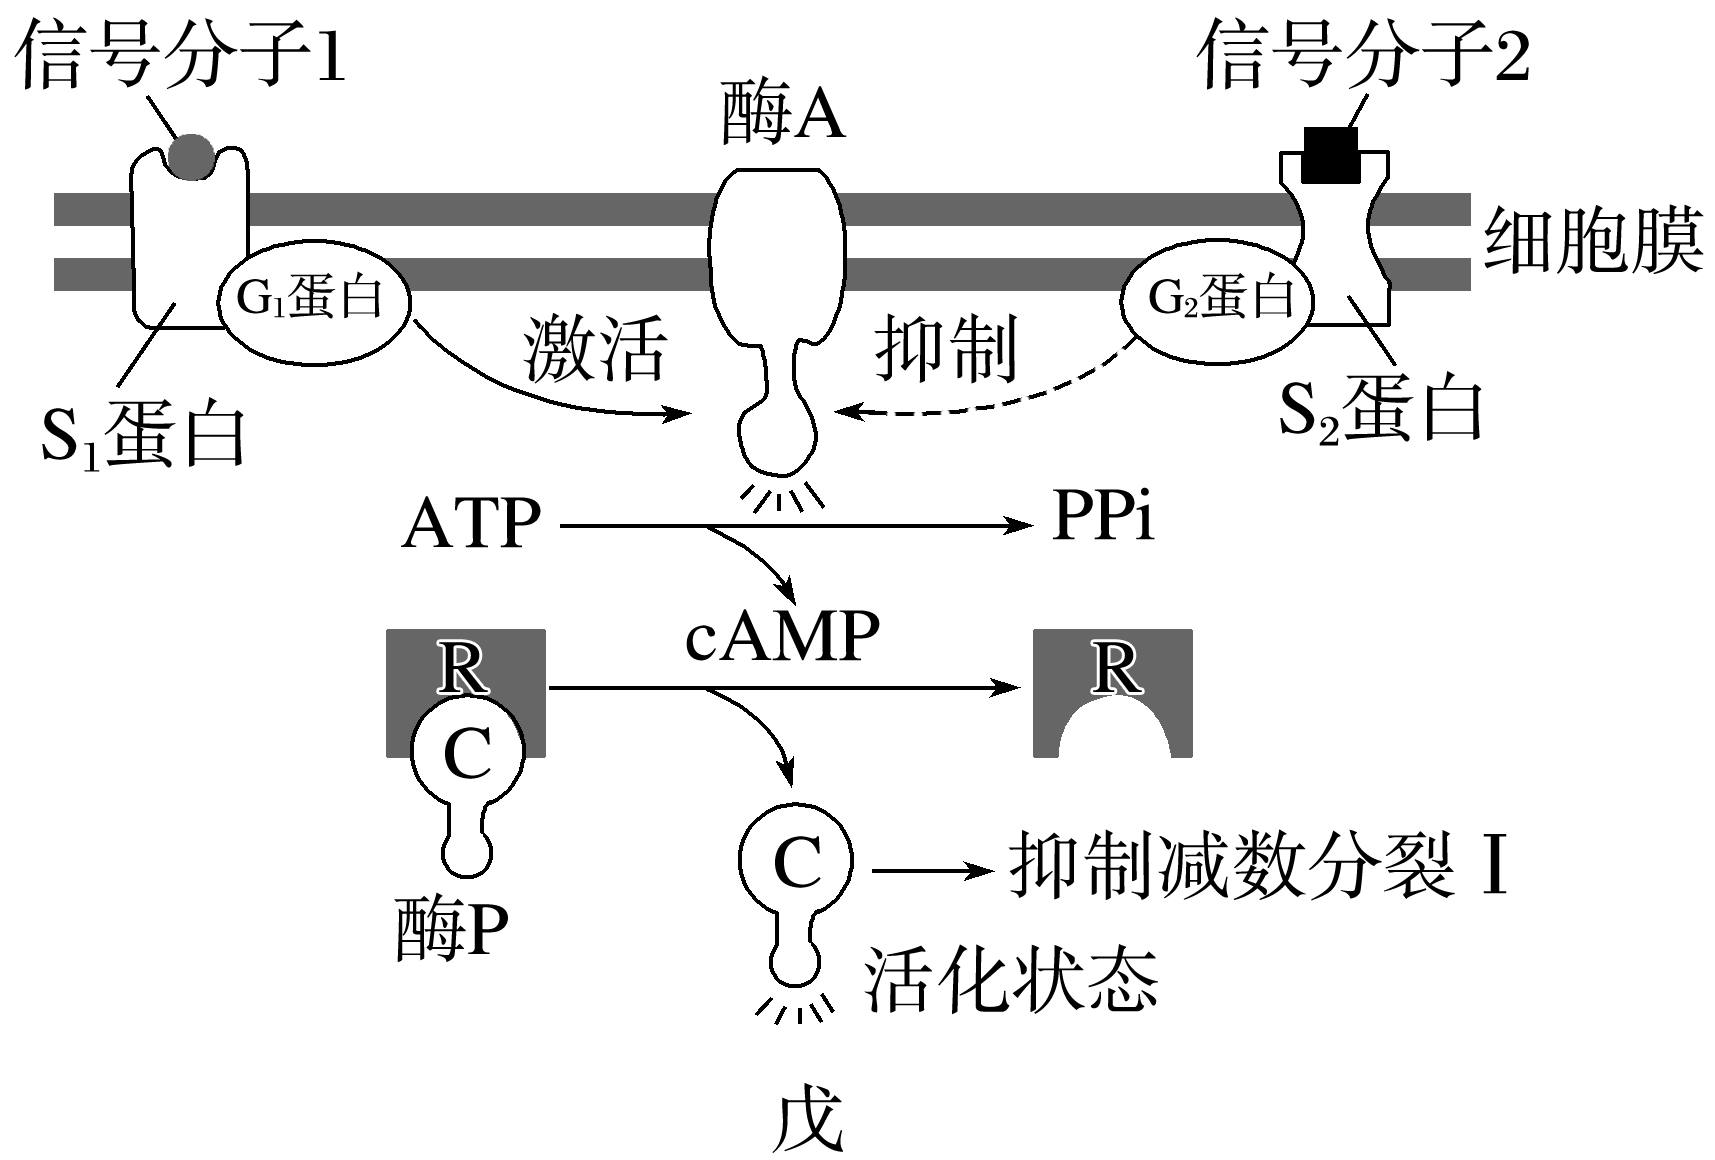 信号分子1
信号分子2
酶A
细胞膜
G₁蛋白
G₂蛋白
激活
抑制
S₁蛋白
S₂蛋白
ATP
PPi
cAMP
R
R
C
C
抑制减数分裂Ⅰ
酶P
活化状态
戊